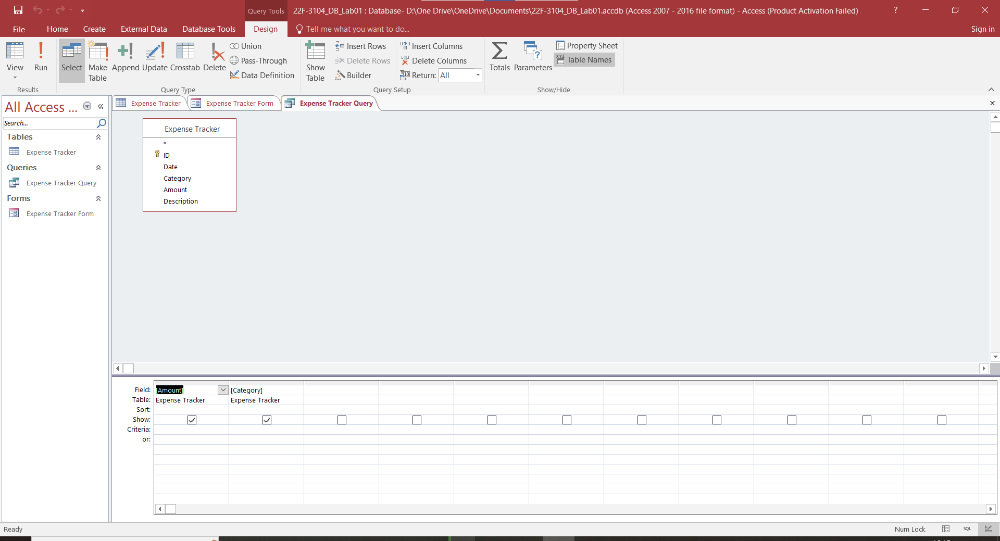 Query Tools
22F-3104_DB_Lab01 : Database- D:\One Drive\OneDrive\Documents\22F-3104_DB_Lab01.accdb (Access 2007 - 2016 file format) - Access (Product Activation Failed)
?
File Home Create External Data Database Tools Design Tell me what you want to do... Sign in
View
Run
Results
Select
Make Table
Append
Update
Crosstab
Delete
Union
Pass-Through
Data Definition
Query Type
Show Table
Insert Rows
Delete Rows
Builder
Insert Columns
Delete Columns
Return: All
Query Setup
Totals
Parameters
Property Sheet
XYZ Table Names
Show/Hide
All Access ...
Search...
Tables
Expense Tracker
Queries
Expense Tracker Query
Forms
Expense Tracker Form
Expense Tracker
Expense Tracker Form
Expense Tracker Query
Expense Tracker
*
ID
Date
Category
Amount
Description
Field: [Amount] [Category]
Table: Expense Tracker Expense Tracker
Sort:
Show:
Criteria:
or:
Ready
Num Lock
SQL